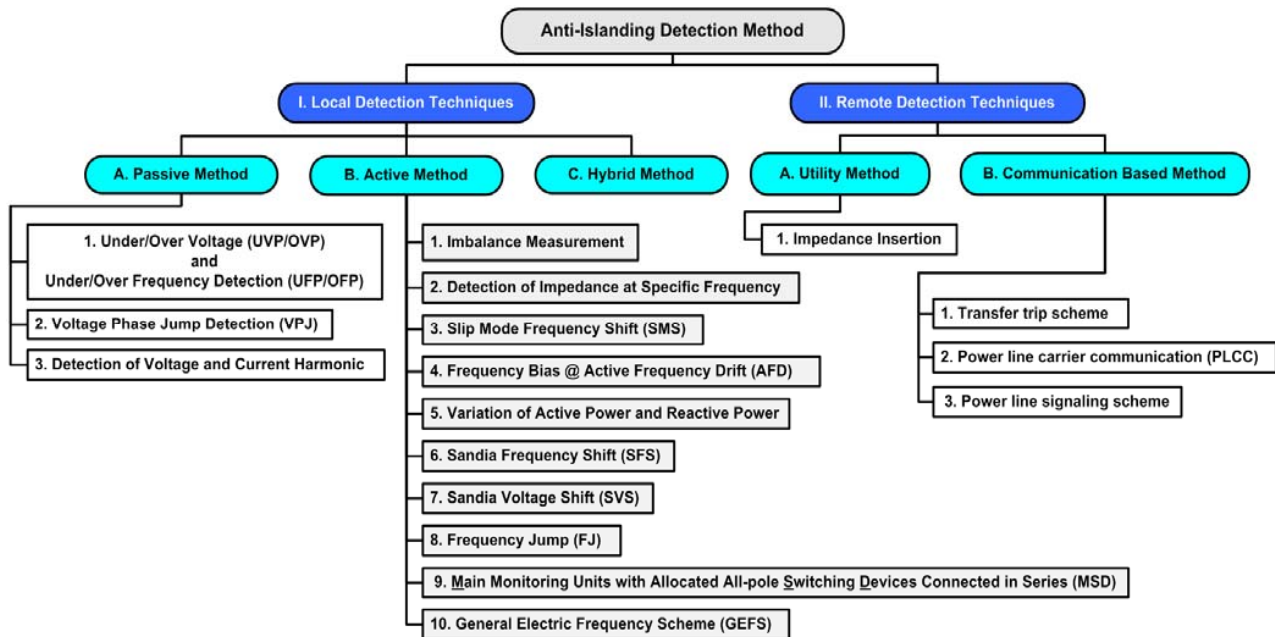 Anti-Islanding Detection Method
I. Local Detection Techniques
II. Remote Detection Techniques
A. Passive Method
B. Active Method
C. Hybrid Method
A. Utility Method
B. Communication Based Method
1. Under/Over Voltage (UVP/OVP)
and
Under/Over Frequency Detection (UFP/OFP)
2. Voltage Phase Jump Detection (VPJ)
3. Detection of Voltage and Current Harmonic
1. Imbalance Measurement
2. Detection of Impedance at Specific Frequency
3. Slip Mode Frequency Shift (SMS)
4. Frequency Bias @ Active Frequency Drift (AFD)
5. Variation of Active Power and Reactive Power
6. Sandia Frequency Shift (SFS)
7. Sandia Voltage Shift (SVS)
8. Frequency Jump (FJ)
9. Main Monitoring Units with Allocated All-pole Switching Devices Connected in Series (MSD)
10. General Electric Frequency Scheme (GEFS)
1. Impedance Insertion
1. Transfer trip scheme
2. Power line carrier communication (PLCC)
3. Power line signaling scheme